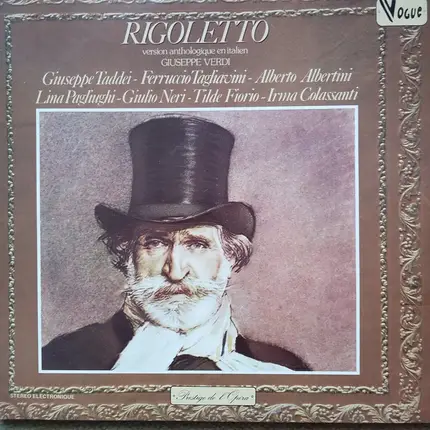 VOGUE
RIGOLETTO
version anthologique en italien
GIUSEPPE VERDI
Giuseppe Taddei - Ferruccio Tagliavini - Alberto Albertini
Lina Pagliughi - Giulio Neri - Tilde Fiorio - Irma Colassanti
STEREO ELECTRONIQUE
Prestige de l'Opéra